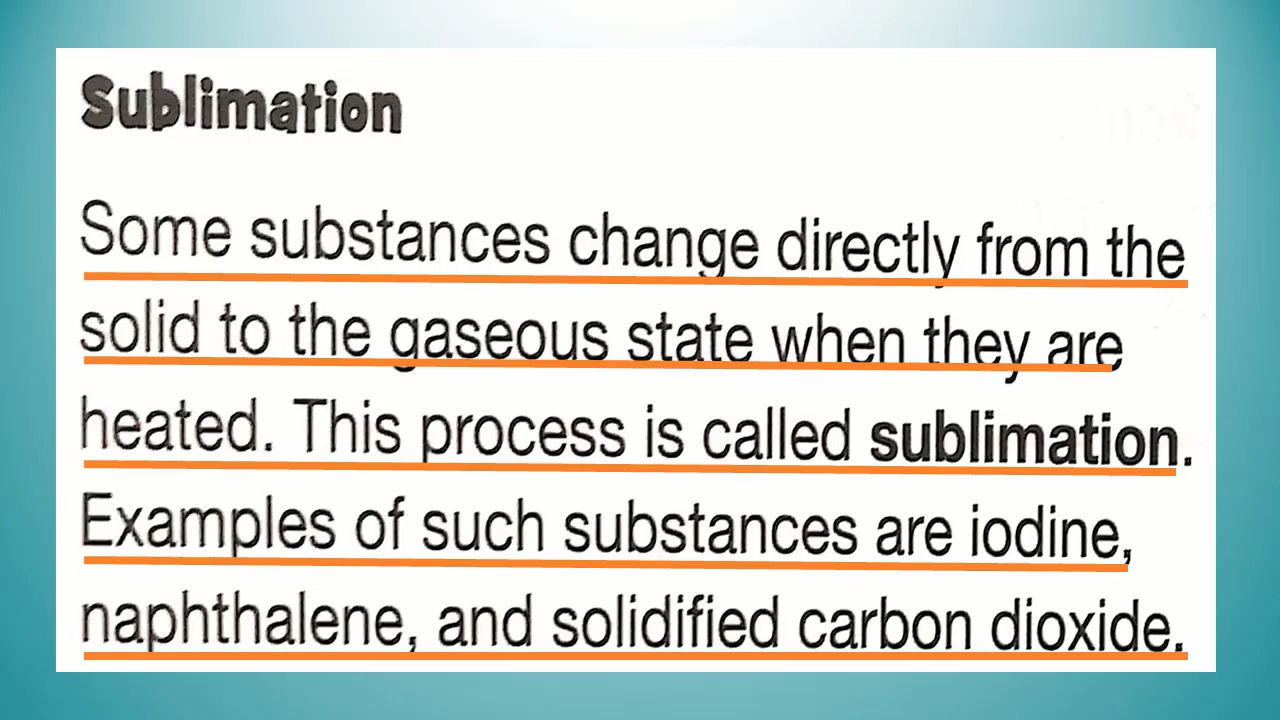 Sublimation
Some substances change directly from the
solid to the gaseous state when they are
heated. This process is called sublimation.
Examples of such substances are iodine,
naphthalene, and solidified carbon dioxide.